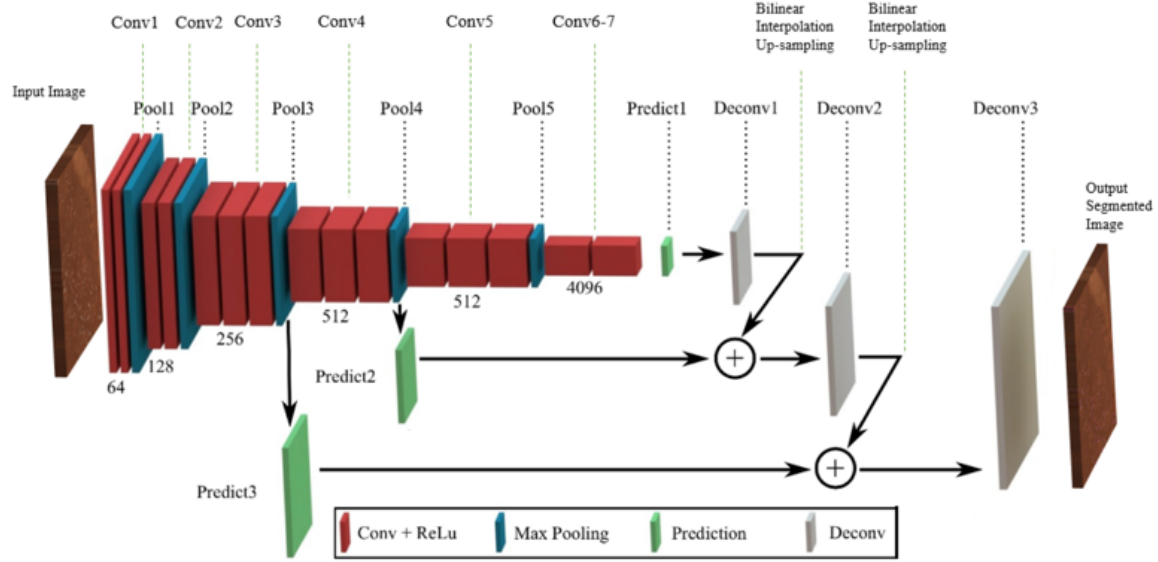 Conv1
Conv2
Conv3
Conv4
Conv5
Conv6-7
Bilinear
Interpolation
Up-sampling
Bilinear
Interpolation
Up-sampling
Input Image
Pool1
Pool2
Pool3
Pool4
Pool5
Predict1
Deconv1
Deconv2
Deconv3
Output
Segmented
Image
64
128
256
512
512
4096
Predict2
+
Predict3
+
Conv + ReLu
Max Pooling
Prediction
Deconv